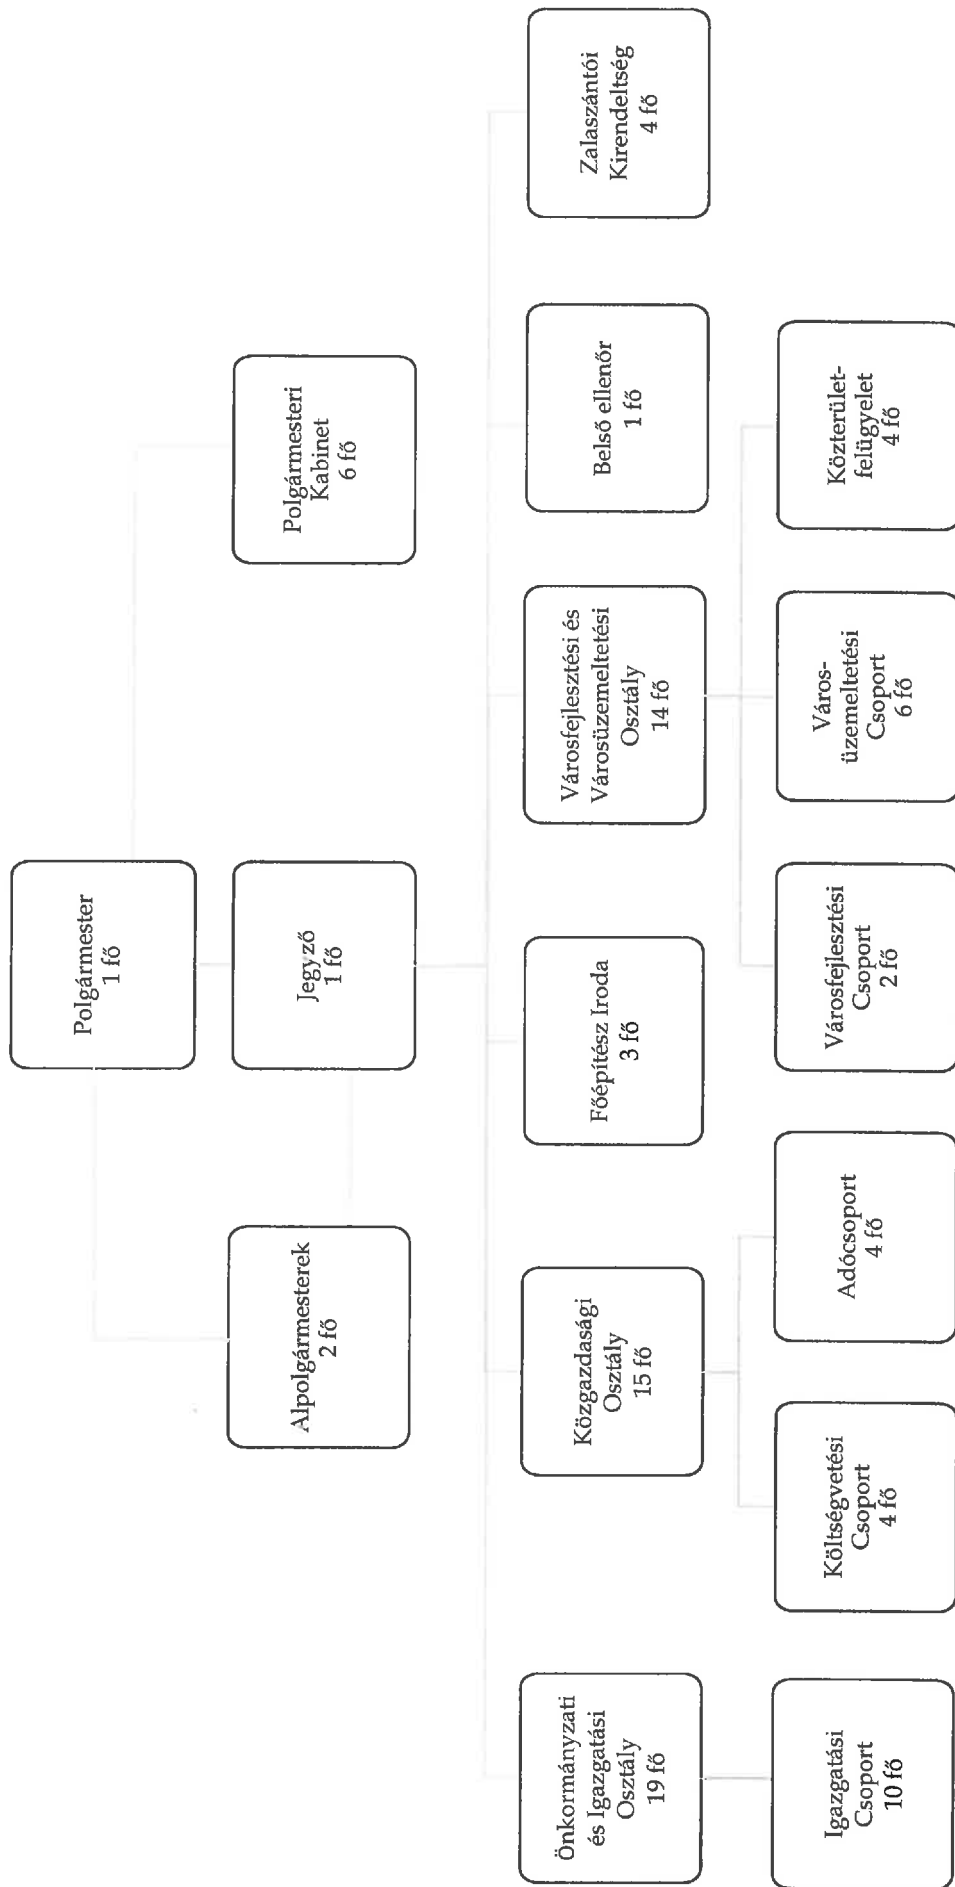 Polgármester
1 fő
Alpolgármesterek
2 fő
Jegyző
1 fő
Polgármesteri
Kabinet
6 fő
Önkormányzati
és Igazgatási
Osztály
19 fő
Közgazdasági
Osztály
15 fő
Főépítész Iroda
3 fő
Városfejlesztési és
Városüzemeltetési
Osztály
14 fő
Belső ellenőr
1 fő
Zalaszántói
Kirendeltség
4 fő
Igazgatási
Csoport
10 fő
Költségvetési
Csoport
4 fő
Adócsoport
4 fő
Városfejlesztési
Csoport
2 fő
Város-
üzemeltetési
Csoport
6 fő
Közterület-
felügyelet
4 fő